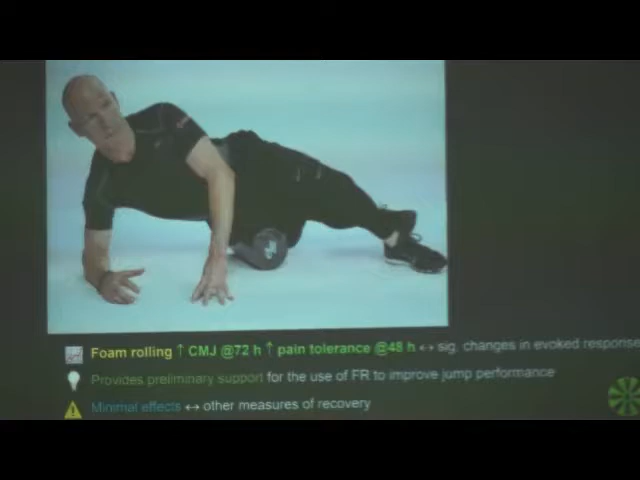 Foam rolling ↑ CMJ @72 h ↑ pain tolerance @48 h ↔ sig. changes in evoked response
Provides preliminary support for the use of FR to improve jump performance
Minimal effects ↔ other measures of recovery